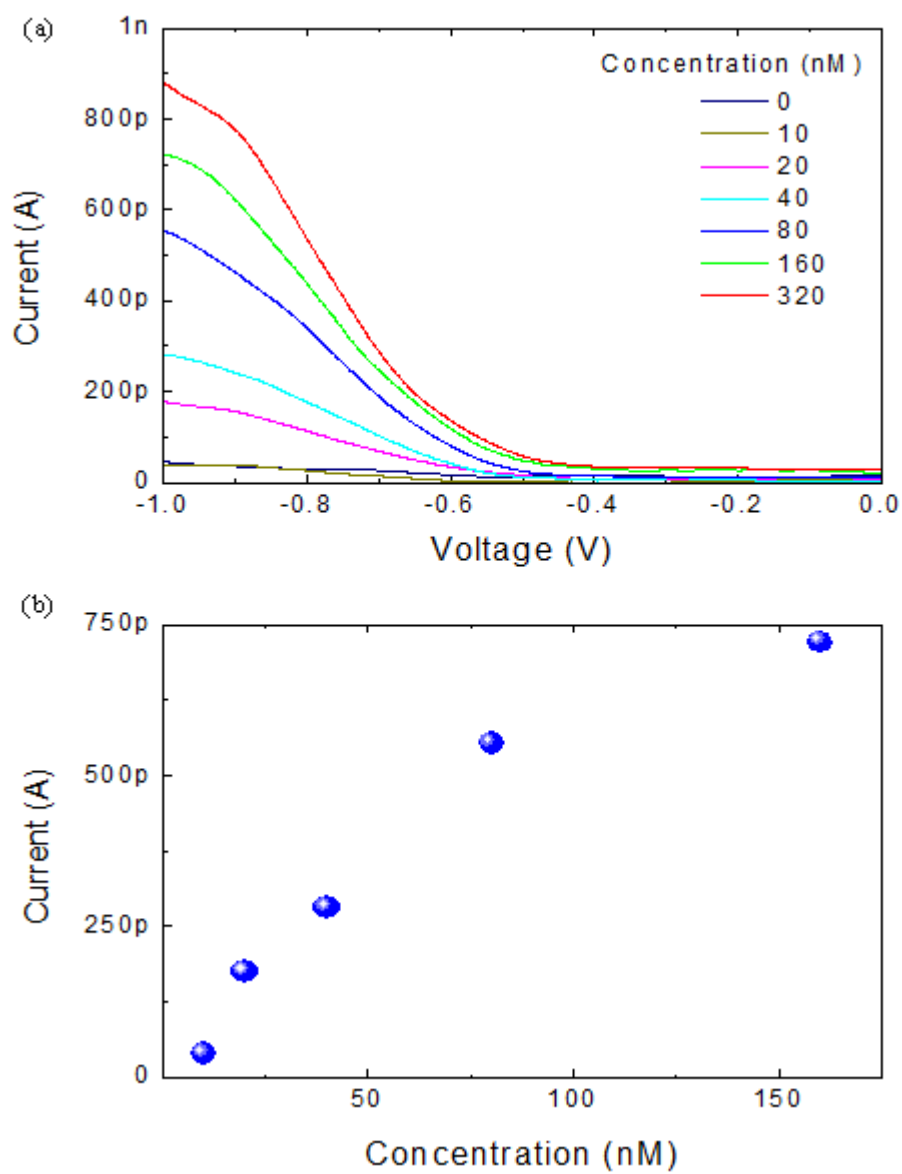 (a)
1n
800p
600p
400p
200p
0
Current (A)
Concentration (nM)
0
10
20
40
80
160
320
-1.0 -0.8 -0.6 -0.4 -0.2 0.0
Voltage (V)
(b)
750p
500p
250p
0
Current (A)
50 100 150
Concentration (nM)